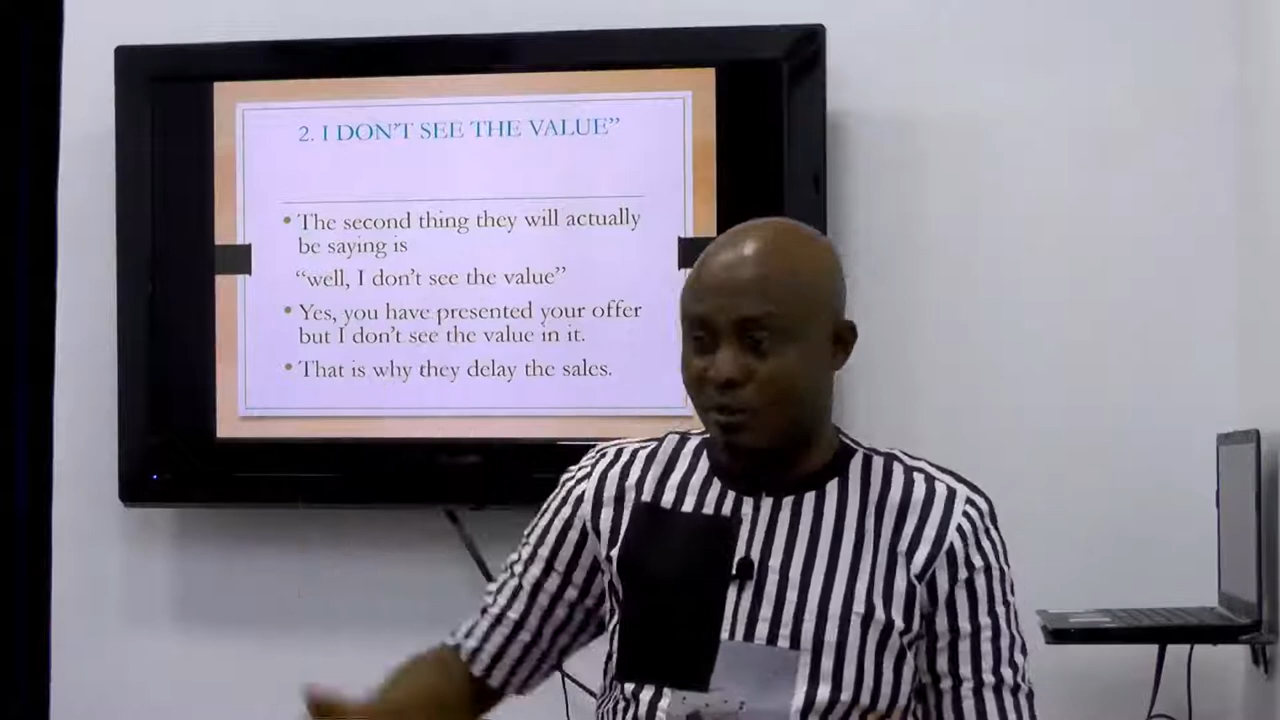 2. I DON'T SEE THE VALUE”
• The second thing they will actually
be saying is
“well, I don't see the value”
• Yes, you have presented your offer
but I don't see the value in it.
• That is why they delay the sales.